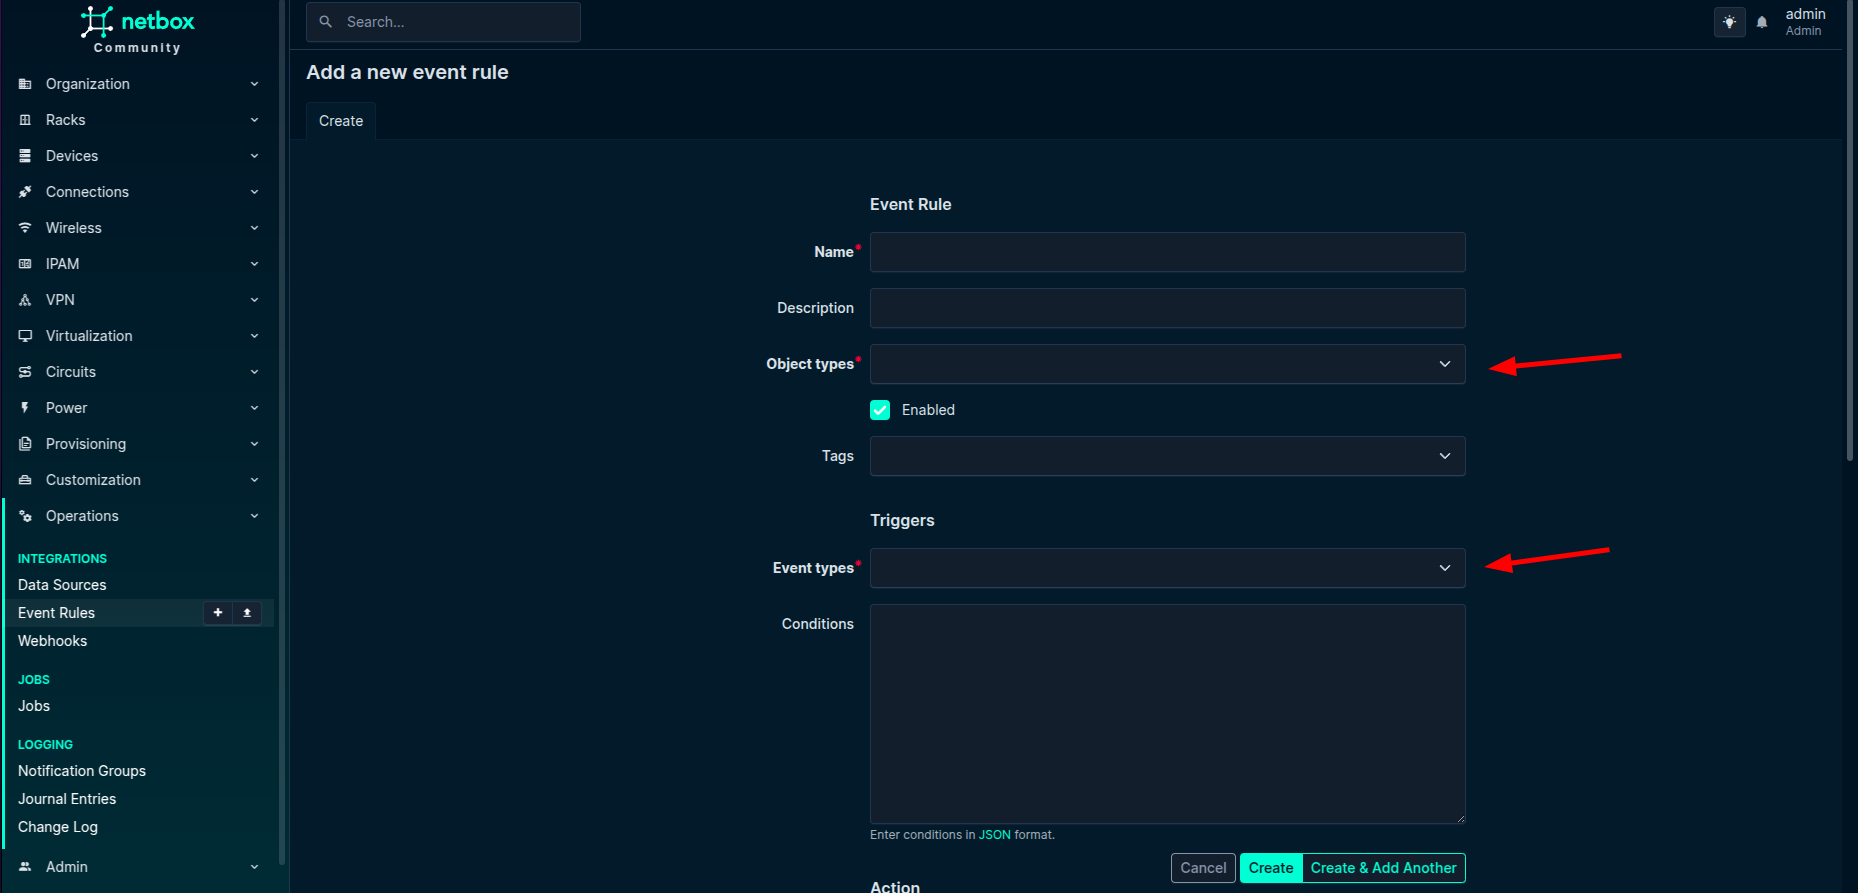 netbox
Community
Search...
admin
Admin
Organization
Racks
Devices
Connections
Wireless
IPAM
VPN
Virtualization
Circuits
Power
Provisioning
Customization
Operations
INTEGRATIONS
Data Sources
Event Rules
Webhooks
JOBS
Jobs
LOGGING
Notification Groups
Journal Entries
Change Log
Admin
Add a new event rule
Create
Event Rule
Name*
Description
Object types*
Enabled
Tags
Triggers
Event types*
Conditions
Enter conditions in JSON format.
Cancel Create Create & Add Another
Action